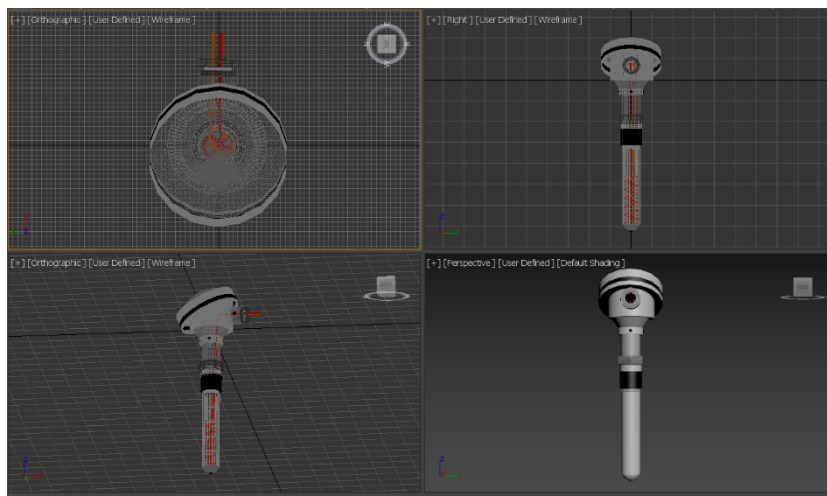 [+] [Orthographic] [User Defined] [Wireframe]
[+] [Right] [User Defined] [Wireframe]
[+] [Orthographic] [User Defined] [Wireframe]
[+] [Perspective] [User Defined] [Default Shading]